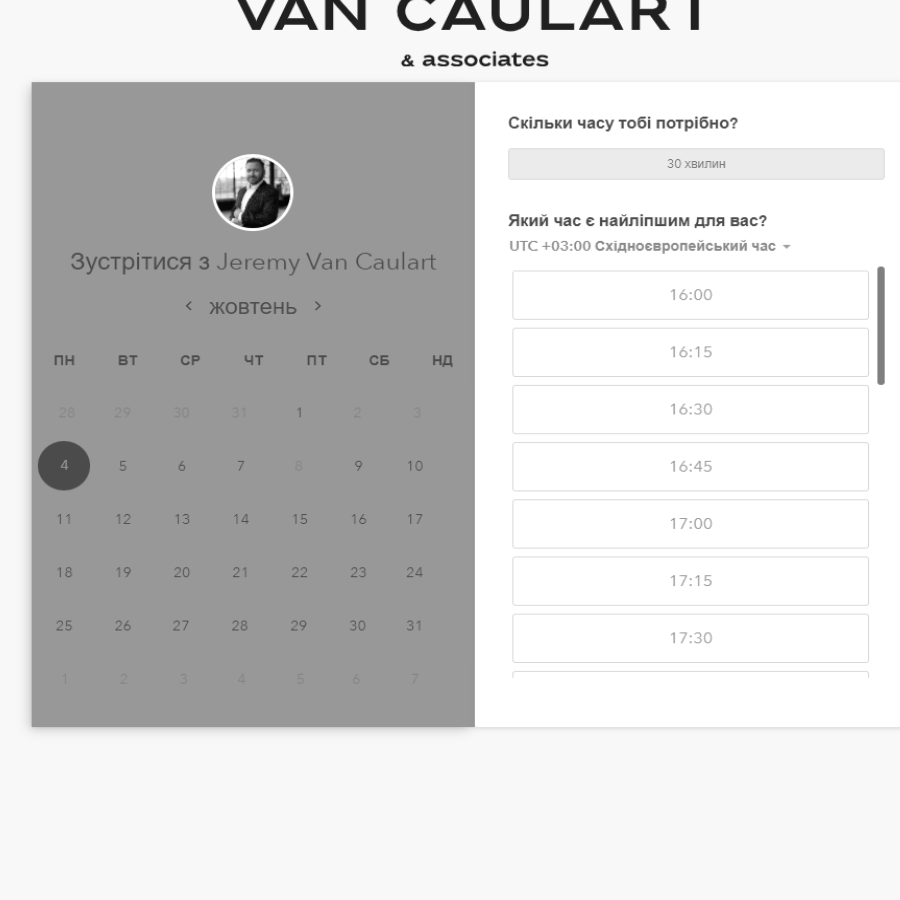 VAN CAULART
& associates
Зустрітися з Jeremy Van Caulart
жовтень
ПН ВТ СР ЧТ ПТ СБ НД
28 29 30 31 1 2 3
4 5 6 7 8 9 10
11 12 13 14 15 16 17
18 19 20 21 22 23 24
25 26 27 28 29 30 31
1 2 3 4 5 6 7
Скільки часу тобі потрібно?
30 хвилин
Який час є найліпшим для вас?
UTC +03:00 Східноєвропейський час
16:00
16:15
16:30
16:45
17:00
17:15
17:30